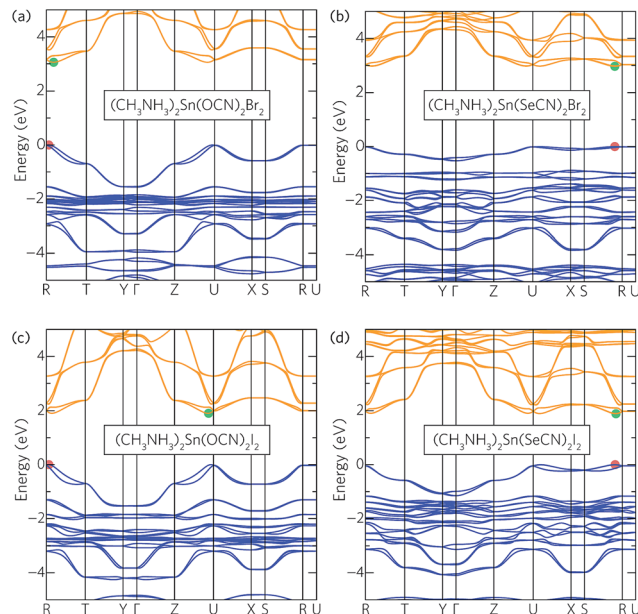 (a)
Energy (eV)
4
2
0
−2
−4
(CH₃NH₃)₂Sn(OCN)₂Br₂
R T Y Γ Z U X S R U
(b)
Energy (eV)
4
2
0
−2
−4
(CH₃NH₃)₂Sn(SeCN)₂Br₂
R T Y Γ Z U X S R U
(c)
Energy (eV)
4
2
0
−2
−4
(CH₃NH₃)₂Sn(OCN)₂I₂
R T Y Γ Z U X S R U
(d)
Energy (eV)
4
2
0
−2
−4
(CH₃NH₃)₂Sn(SeCN)₂I₂
R T Y Γ Z U X S R U